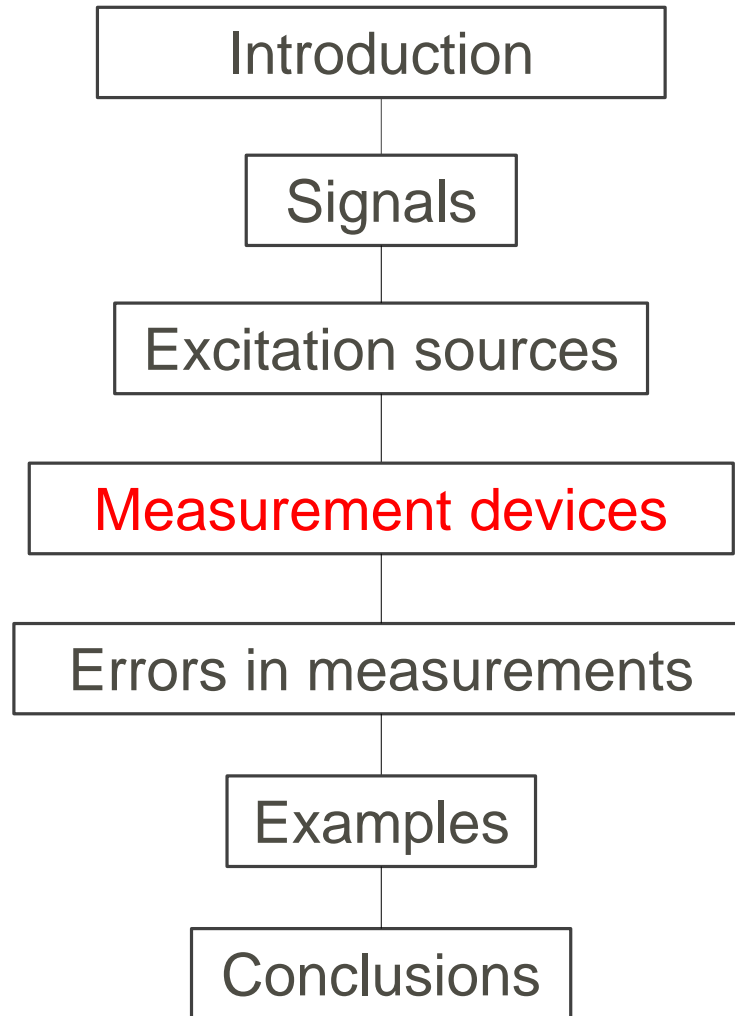 Introduction
Signals
Excitation sources
Measurement devices
Errors in measurements
Examples
Conclusions